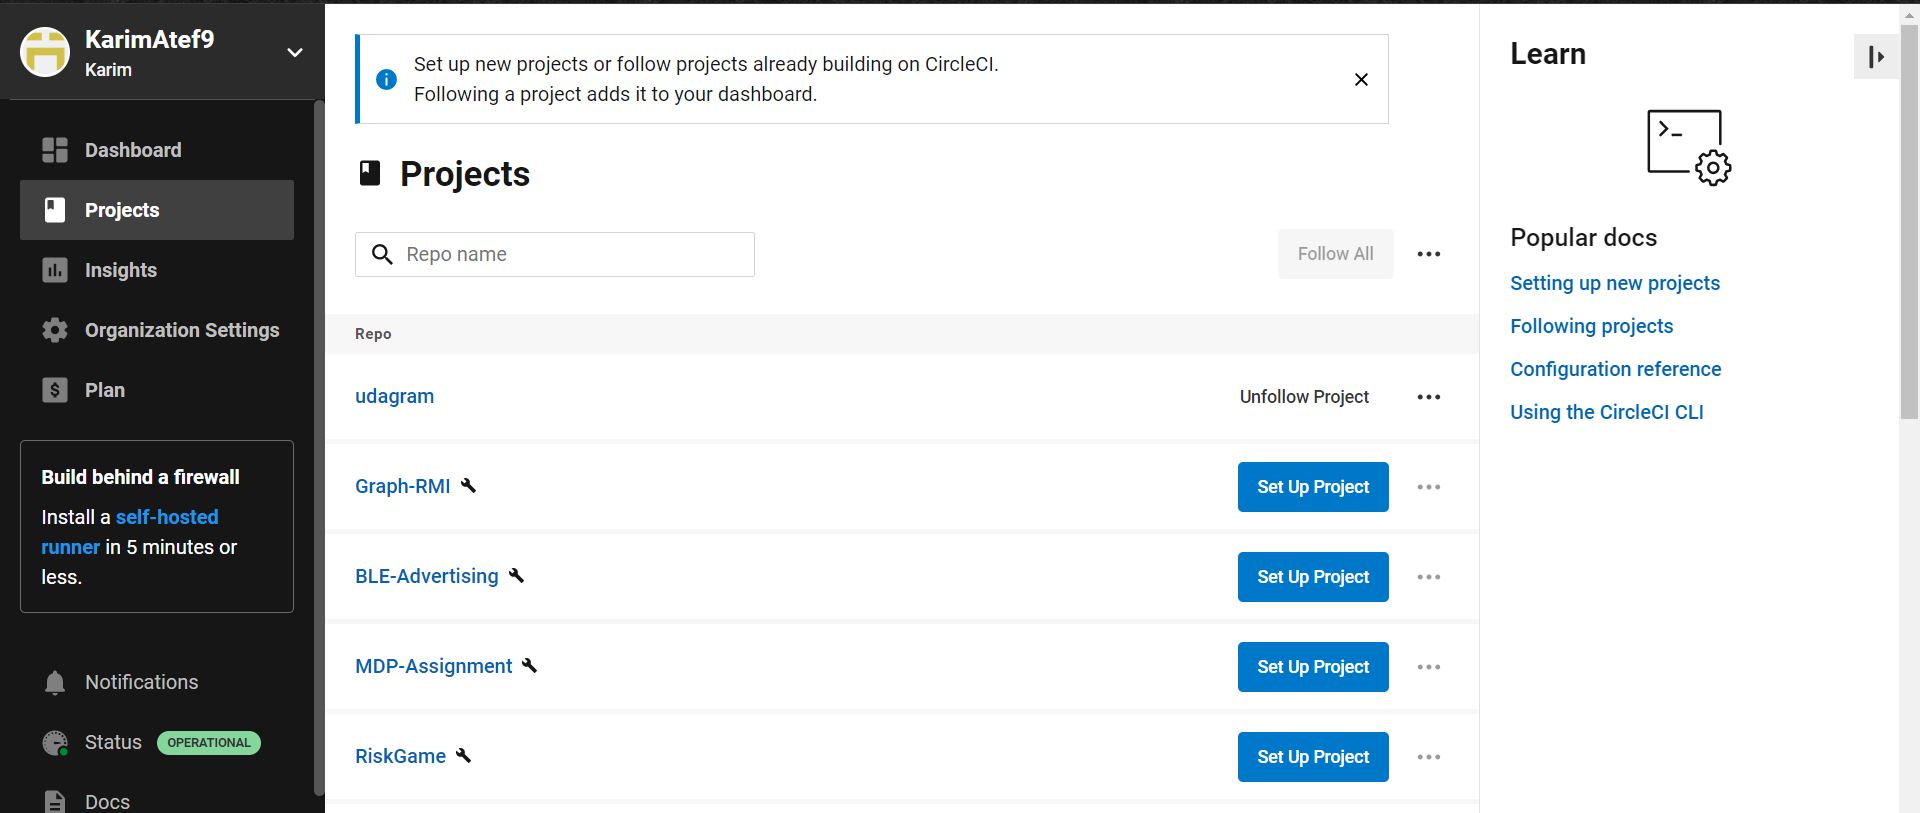 KarimAtef9
Karim
Dashboard
Projects
Insights
Organization Settings
Plan
Build behind a firewall
Install a self-hosted
runner in 5 minutes or
less.
Notifications
Status OPERATIONAL
Docs
Set up new projects or follow projects already building on CircleCI.
Following a project adds it to your dashboard.
Projects
Repo name
Follow All
Repo
udagram
Unfollow Project
Graph-RMI
Set Up Project
BLE-Advertising
Set Up Project
MDP-Assignment
Set Up Project
RiskGame
Set Up Project
Learn
Popular docs
Setting up new projects
Following projects
Configuration reference
Using the CircleCI CLI